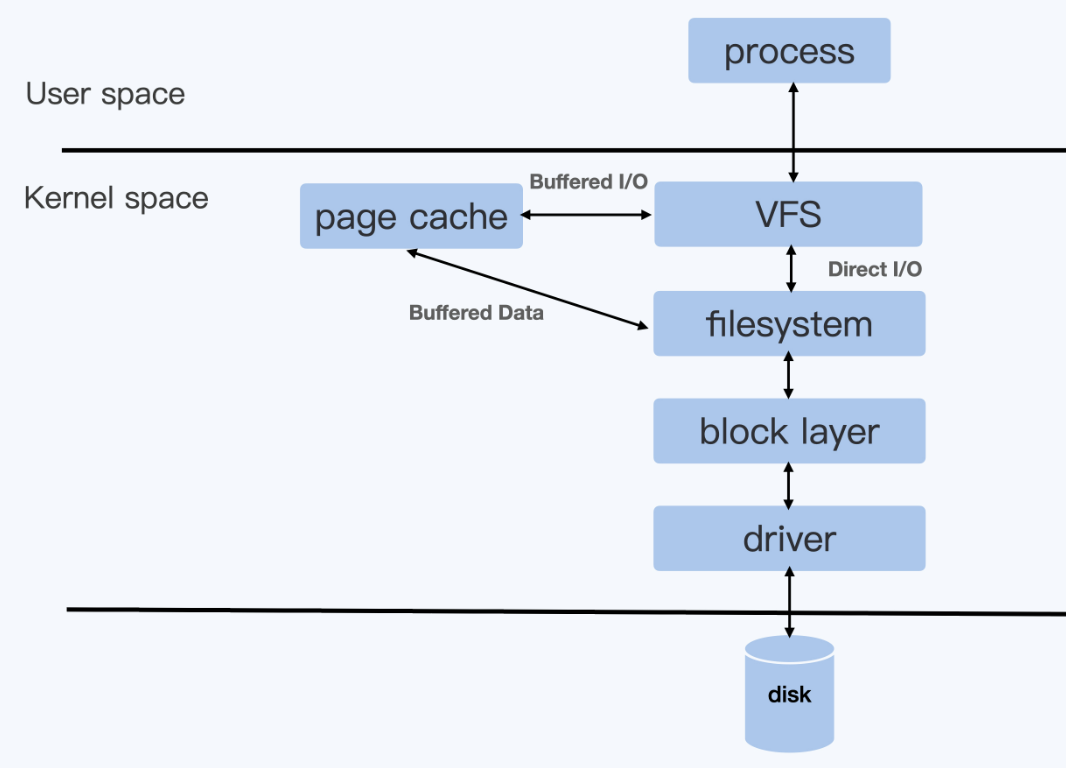 process
User space
Kernel space
Buffered I/O
page cache
VFS
Direct I/O
Buffered Data
filesystem
block layer
driver
disk